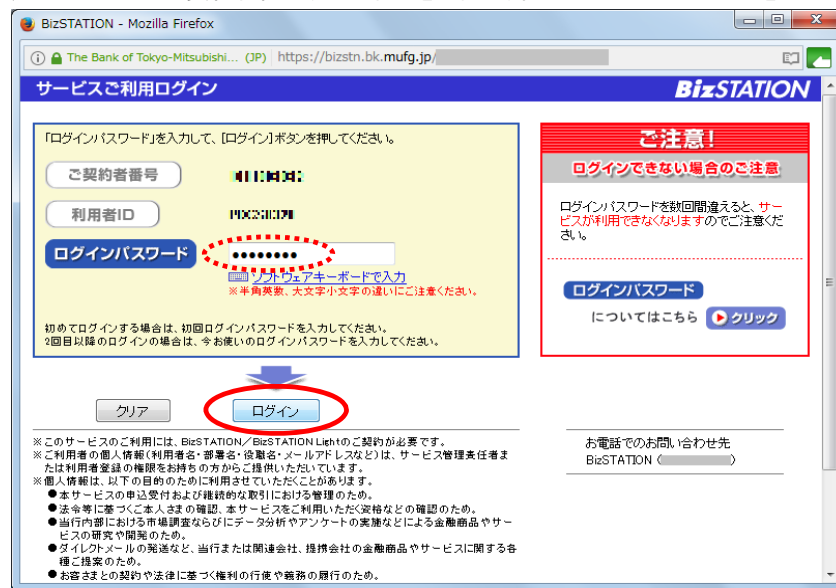 BizSTATION - Mozilla Firefox
The Bank of Tokyo-Mitsubishi... (JP) https://bizstn.bk.mufg.jp/
サービスご利用ログイン
BizSTATION
「ログインパスワード」を入力して、[ログイン]ボタンを押してください。
ご契約者番号
利用者ID
ログインパスワード
ソフトウェアキーボードで入力
※半角英数、大文字小文字の違いにご注意ください。
初めてログインする場合は、初回ログインパスワードを入力してください。
2回目以降のログインの場合は、今お使いのログインパスワードを入力してください。
ご注意!
ログインできない場合のご注意
ログインパスワードを数回間違えると、サー
ビスが利用できなくなりますのでご注意くだ
さい。
ログインパスワード
についてはこちら クリック
クリア
ログイン
※このサービスのご利用には、BizSTATION/BizSTATION Lightのご契約が必要です。
※ご利用者の個人情報(利用者名・部署名・役職名・メールアドレスなど)は、サービス管理責任者ま
たは利用者登録の権限をお持ちの方からご提供いただいています。
※個人情報は、以下の目的のために利用させていただくことがあります。
●本サービスの申込受付および継続的な取引における管理のため。
●法令等に基づくご本人さまの確認、本サービスをご利用いただく資格などの確認のため。
●当行内部における市場調査ならびにデータ分析やアンケートの実施などによる金融商品やサー
ビスの研究や開発のため。
●ダイレクトメールの発送など、当行または関連会社、提携会社の金融商品やサービスに関する各
種ご提案のため。
●お客さまとの契約や法律に基づく権利の行使や義務の履行のため。
お電話でのお問い合わせ先
BizSTATION( )